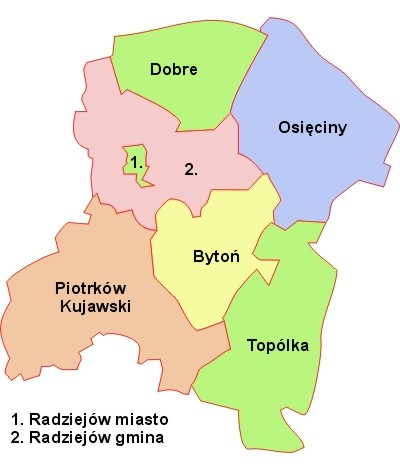 Dobre
Osięciny
1.
2.
Bytoń
Piotrków
Kujawski
Topólka
1. Radziejów miasto
2. Radziejów gmina